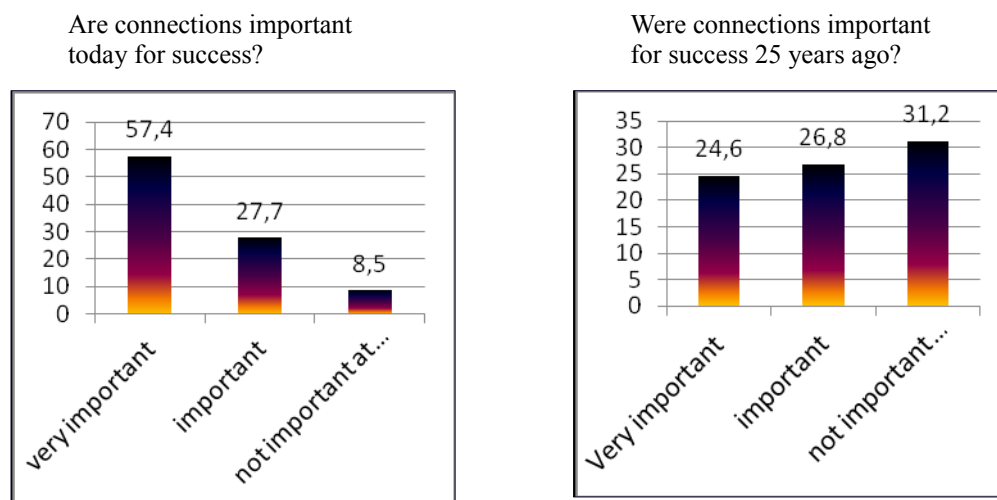 Are connections important
today for success?
70
60
50
40
30
20
10
0
57,4
27,7
8,5
very important
important
not important at...
Were connections important
for success 25 years ago?
35
30
25
20
15
10
5
0
24,6
26,8
31,2
Very important
important
not important...